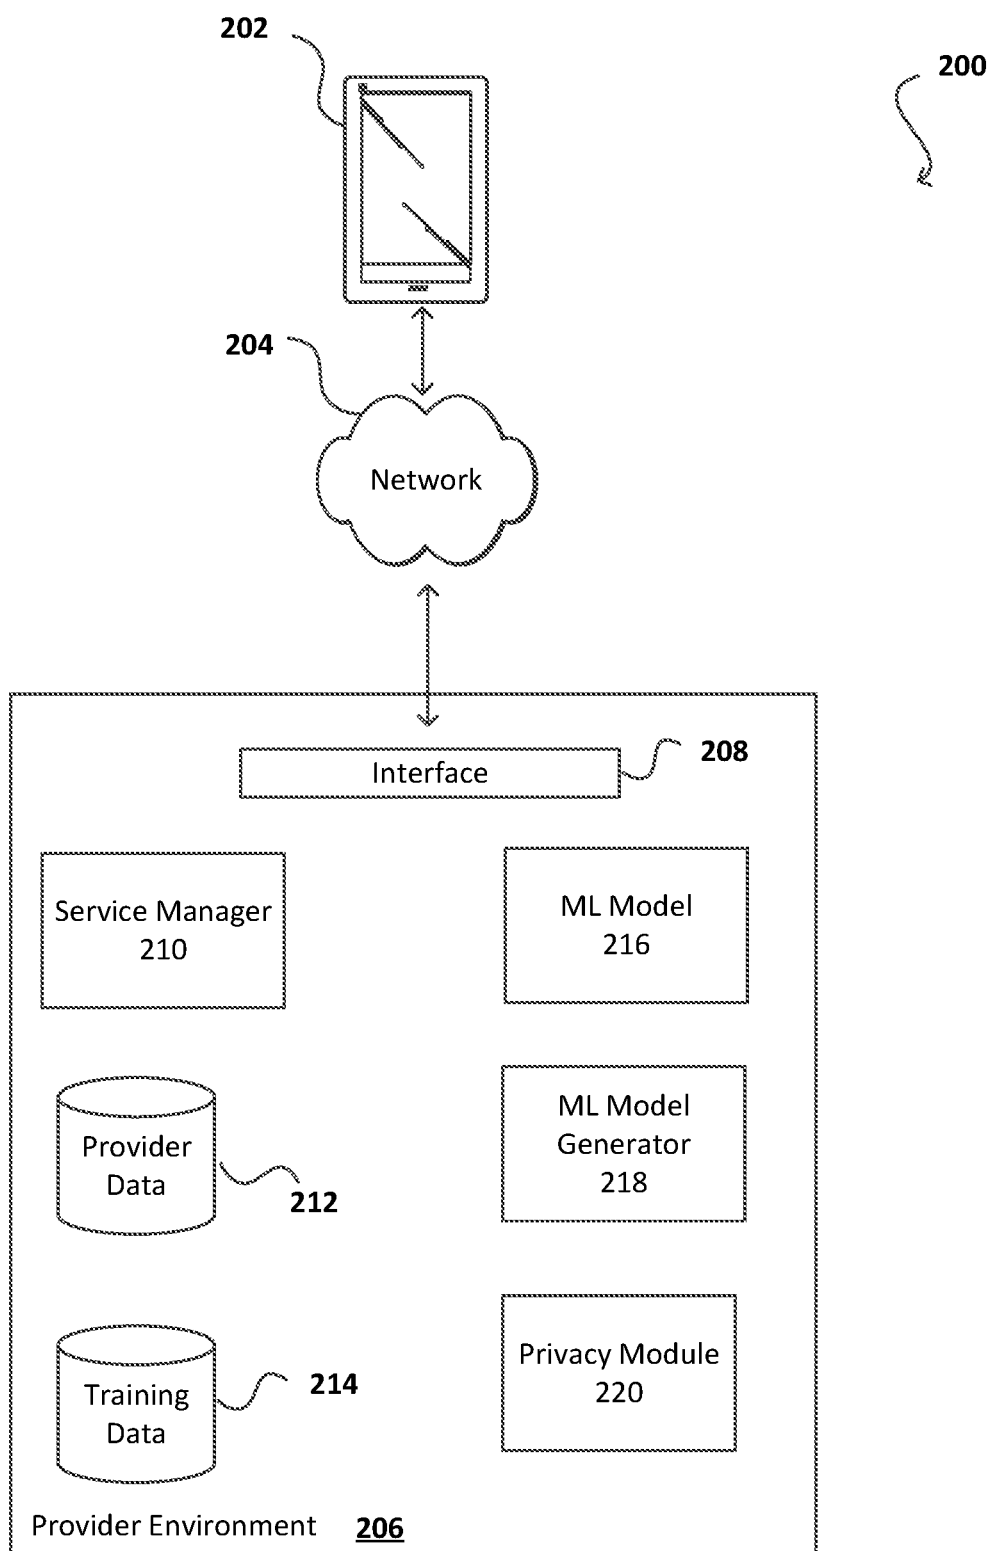 202
200
204
Network
Interface
208
Service Manager
210
ML Model
216
Provider
Data
212
ML Model
Generator
218
Training
Data
214
Privacy Module
220
Provider Environment 206